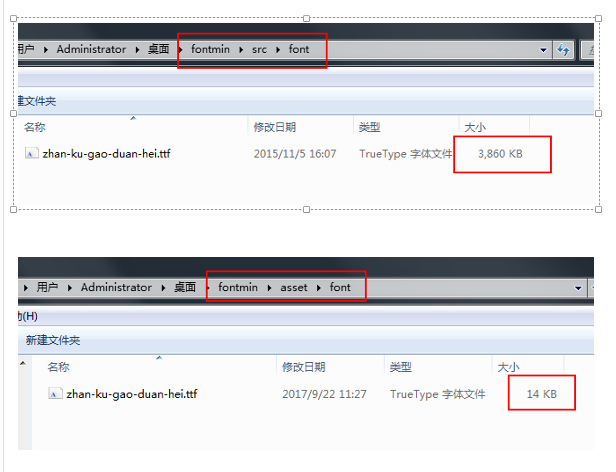 用户 ▸ Administrator ▸ 桌面 ▸ fontmin ▸ src ▸ font
建文件夹
名称 修改日期 类型 大小
zhan-ku-gao-duan-hei.ttf 2015/11/5 16:07 TrueType 字体文件 3,860 KB
▸ 用户 ▸ Administrator ▸ 桌面 ▸ fontmin ▸ asset ▸ font
助(H)
新建文件夹
名称 修改日期 类型 大小
zhan-ku-gao-duan-hei.ttf 2017/9/22 11:27 TrueType 字体文件 14 KB